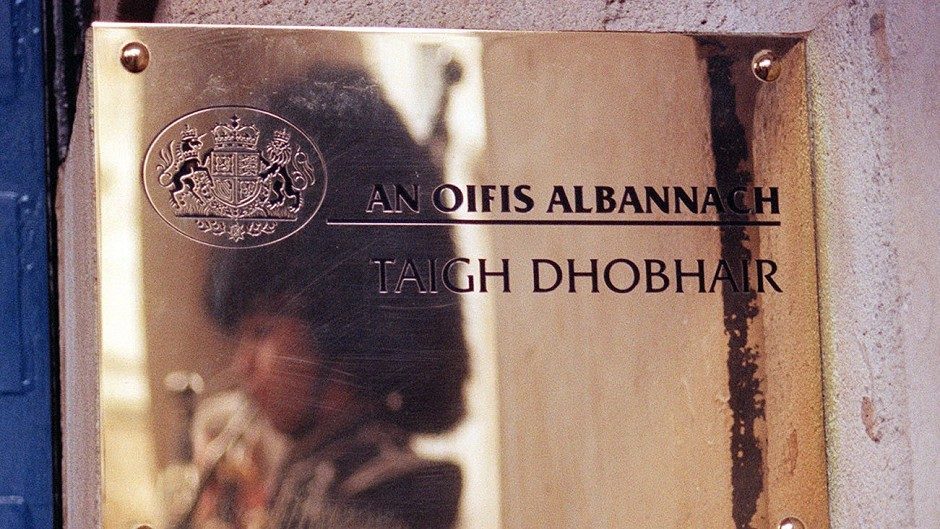 AN OIFIS ALBANNACH
TAIGH DHOBHAIR